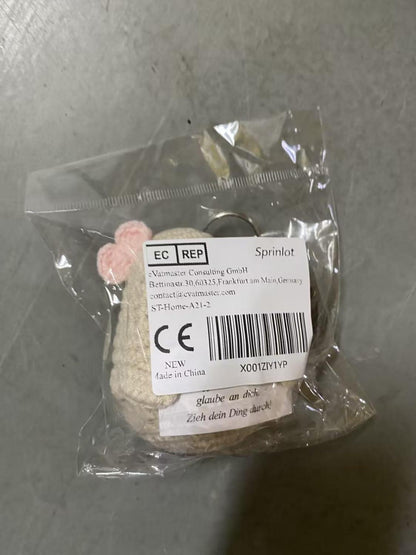 EC REP
Sprinlot
eVatmaster Consulting GmbH
Bettinastr.30,60325,Frankfurt am Main,Germany
contact@evatmaster.com
ST-Home-A21-2
CE
NEW
Made in China
X001ZIY1YP
glaube an dich.
Zieh dein Ding durch!